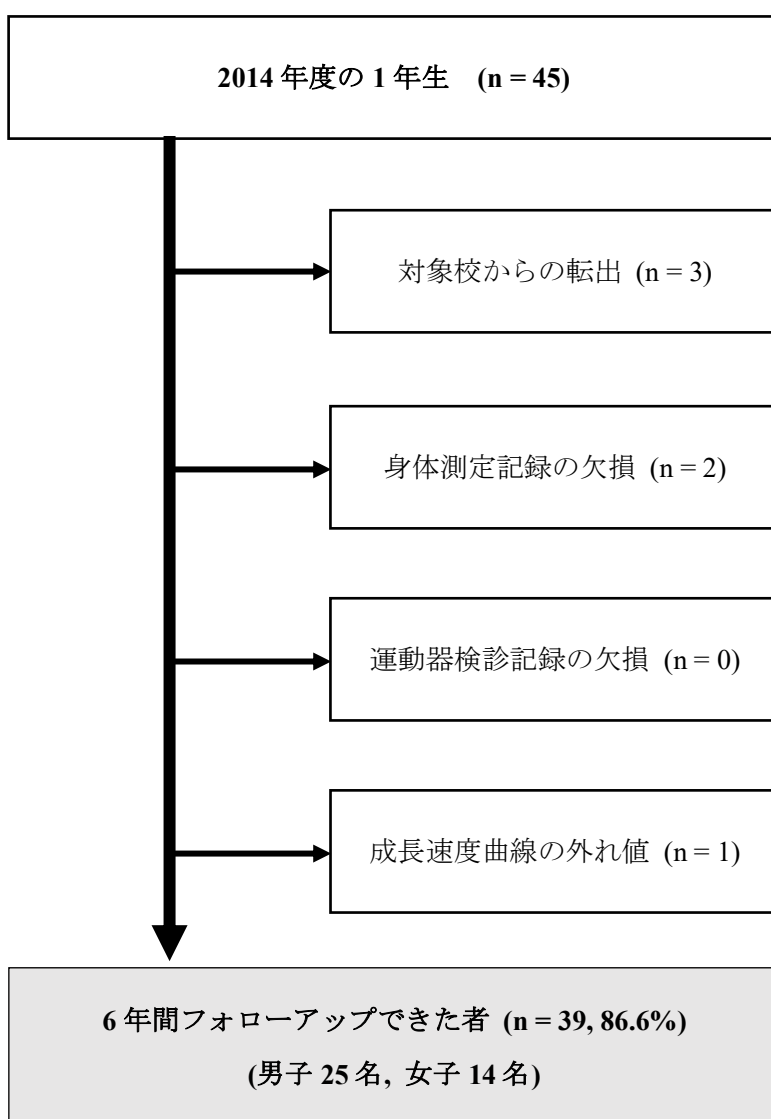 2014 年度の 1 年生 (n = 45)
対象校からの転出 (n = 3)
身体測定記録の欠損 (n = 2)
運動器検診記録の欠損 (n = 0)
成長速度曲線の外れ値 (n = 1)
6 年間フォローアップできた者 (n = 39, 86.6%)
(男子 25 名, 女子 14 名)